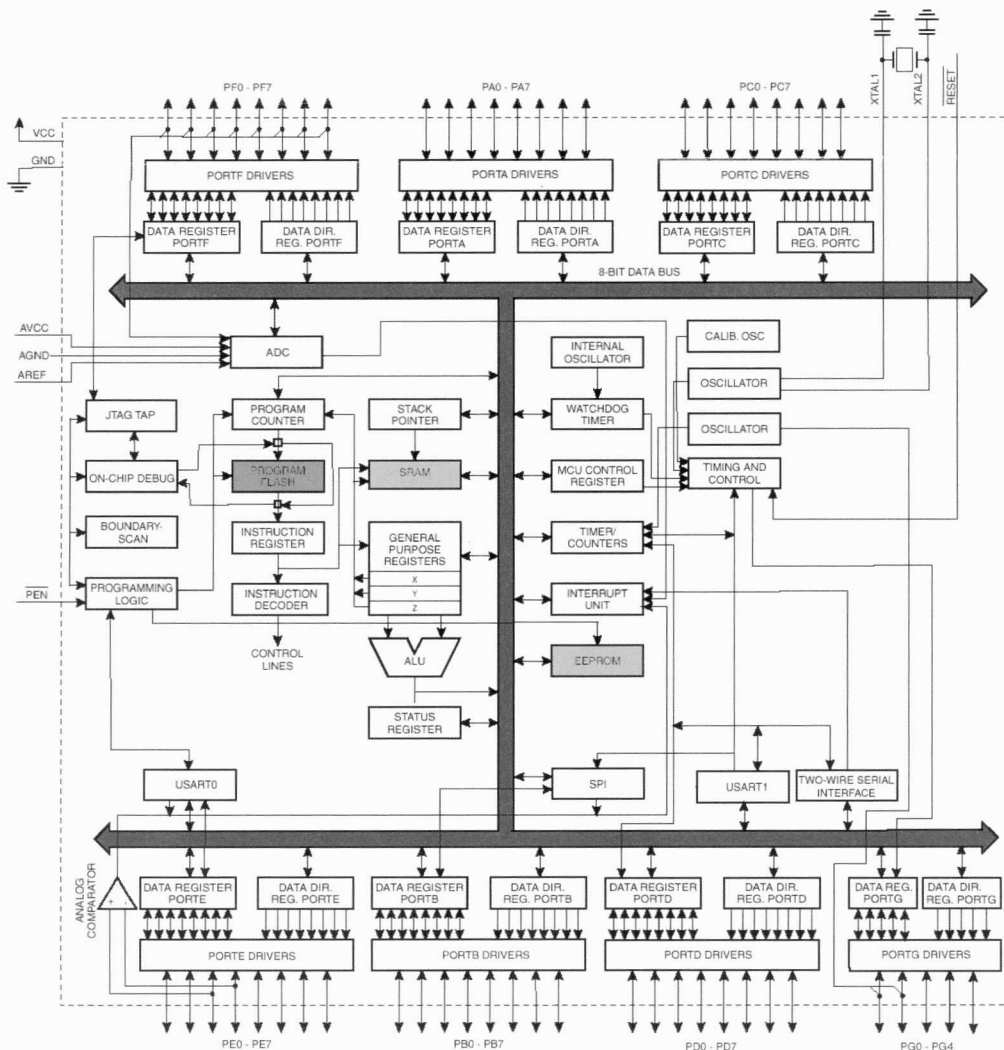 XTAL1
XTAL2
RESET
PF0 - PF7
PA0 - PA7
PC0 - PC7
VCC
GND
PORTF DRIVERS
PORTA DRIVERS
PORTC DRIVERS
DATA REGISTER
PORTF
DATA DIR.
REG. PORTF
DATA REGISTER
PORTA
DATA DIR.
REG. PORTA
DATA REGISTER
PORTC
DATA DIR.
REG. PORTC
8-BIT DATA BUS
AVCC
AGND
AREF
ADC
INTERNAL
OSCILLATOR
CALIB. OSC
OSCILLATOR
JTAG TAP
PROGRAM
COUNTER
STACK
POINTER
WATCHDOG
TIMER
OSCILLATOR
ON-CHIP DEBUG
PROGRAM
FLASH
SRAM
MCU CONTROL
REGISTER
TIMING AND
CONTROL
BOUNDARY-
SCAN
INSTRUCTION
REGISTER
GENERAL
PURPOSE
REGISTERS
X
Y
Z
TIMER/
COUNTERS
PEN
PROGRAMMING
LOGIC
INSTRUCTION
DECODER
INTERRUPT
UNIT
CONTROL
LINES
ALU
EEPROM
STATUS
REGISTER
USART0
SPI
USART1
TWO-WIRE SERIAL
INTERFACE
ANALOG
COMPARATOR
+
-
DATA REGISTER
PORTE
DATA DIR.
REG. PORTE
DATA REGISTER
PORTB
DATA DIR.
REG. PORTB
DATA REGISTER
PORTD
DATA DIR.
REG. PORTD
DATA REG.
PORTG
DATA DIR.
REG. PORTG
PORTE DRIVERS
PORTB DRIVERS
PORTD DRIVERS
PORTG DRIVERS
PE0 - PE7
PB0 - PB7
PD0 - PD7
PG0 - PG4